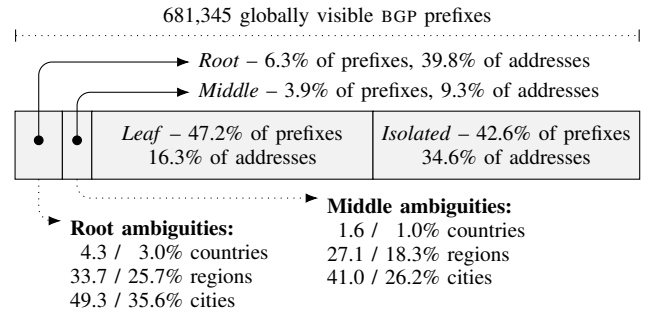 681,345 globally visible BGP prefixes
Root – 6.3% of prefixes, 39.8% of addresses
Middle – 3.9% of prefixes, 9.3% of addresses
Leaf – 47.2% of prefixes
16.3% of addresses
Isolated – 42.6% of prefixes
34.6% of addresses
Root ambiguities:
4.3 / 3.0% countries
33.7 / 25.7% regions
49.3 / 35.6% cities
Middle ambiguities:
1.6 / 1.0% countries
27.1 / 18.3% regions
41.0 / 26.2% cities